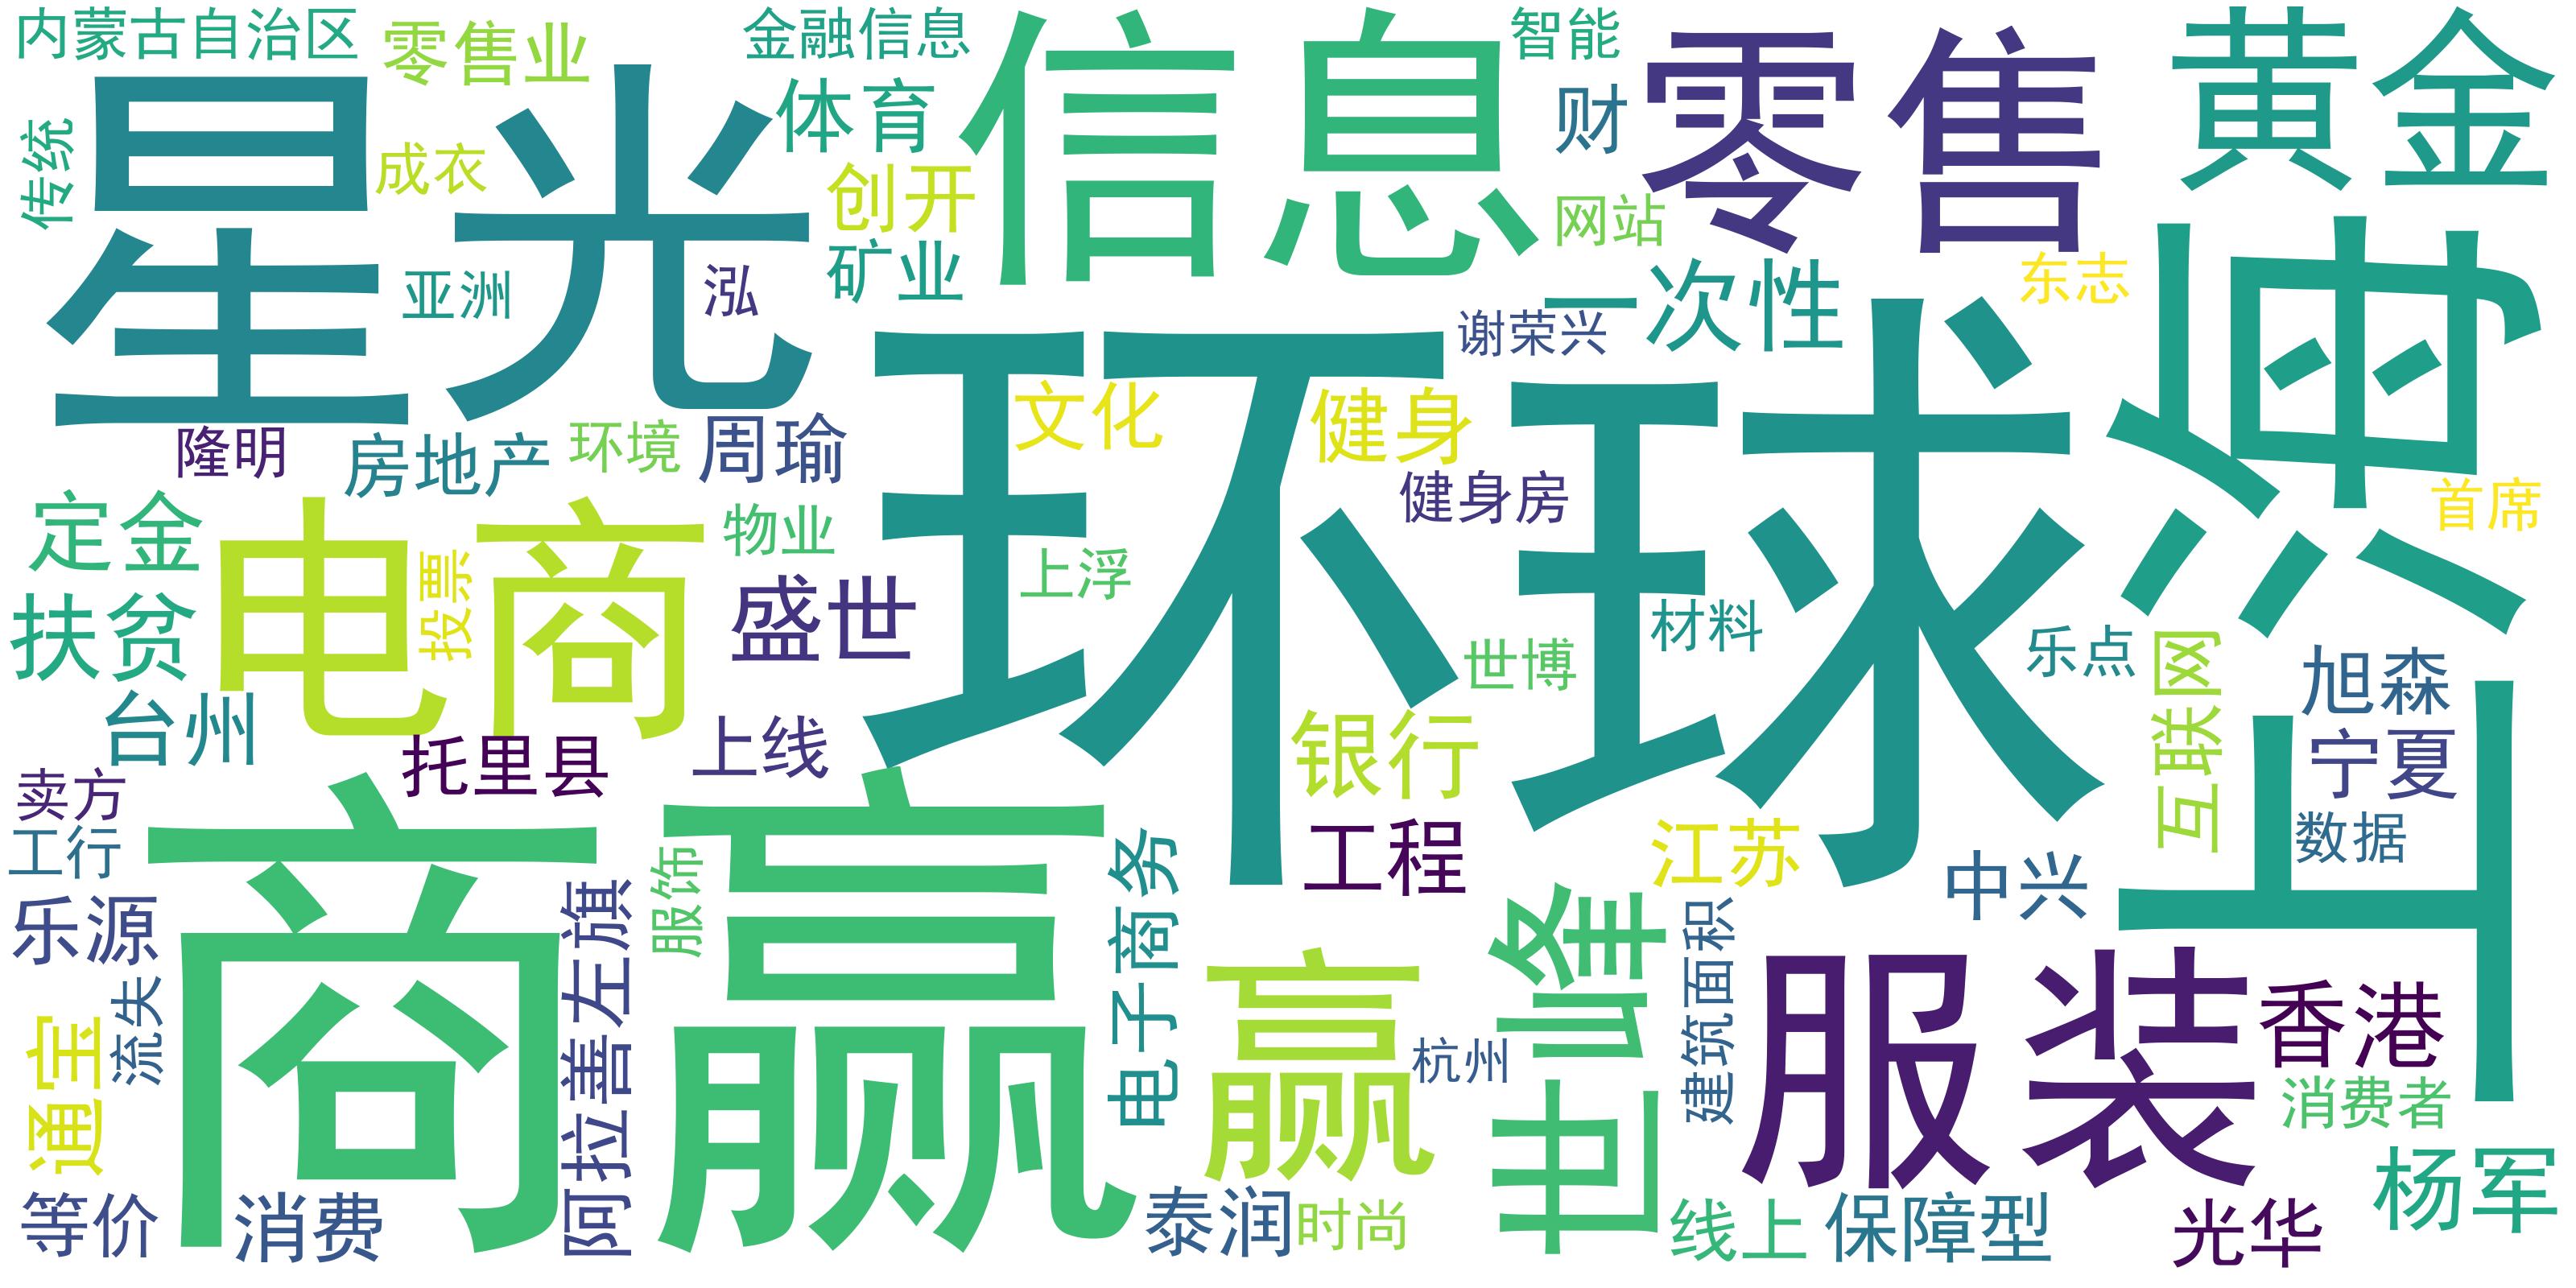 内蒙古自治区
零售业
金融信息
信息
智能
零售
黄金
传统
星光
成衣
体育
创开
财
网站
亚洲
泓
矿业
一次性
东志
上海
环球
谢荣兴
隆明
房地产
环境
周瑜
文化
健身
健身房
首席
定金
电商
投票
物业
上浮
扶贫
盛世
世博
材料
乐点
互联网
旭森
台州
托里县
上线
银行
宁夏
卖方
工行
商赢
服饰
电子商务
工程
江苏
中兴
数据
乐源
流失
阿拉善左旗
赢
世峰
建筑面积
服装
香港
通宝
杭州
消费者
等价
消费
泰润
时尚
线上
保障型
光华
杨军